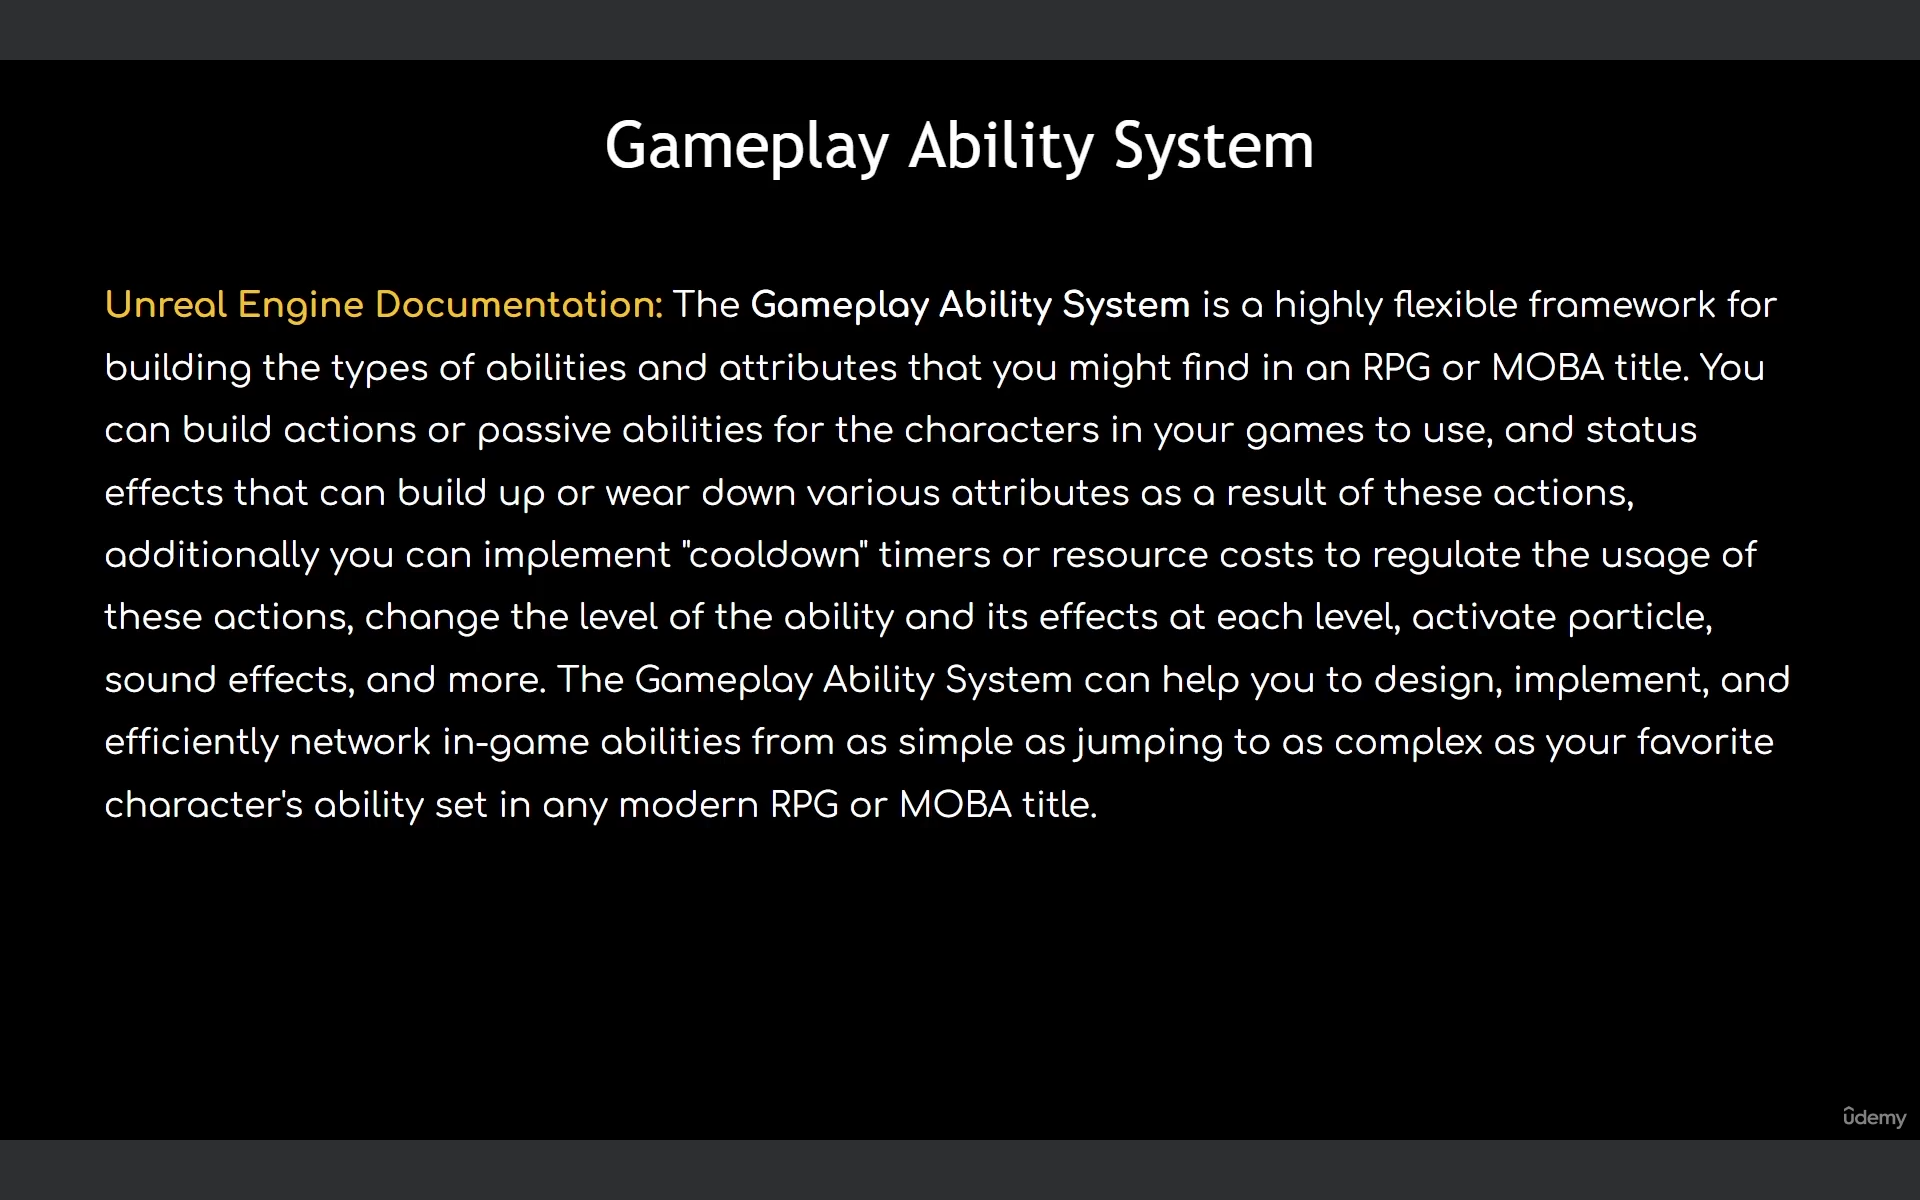 Gameplay Ability System
Unreal Engine Documentation: The Gameplay Ability System is a highly flexible framework for
building the types of abilities and attributes that you might find in an RPG or MOBA title. You
can build actions or passive abilities for the characters in your games to use, and status
effects that can build up or wear down various attributes as a result of these actions,
additionally you can implement "cooldown" timers or resource costs to regulate the usage of
these actions, change the level of the ability and its effects at each level, activate particle,
sound effects, and more. The Gameplay Ability System can help you to design, implement, and
efficiently network in-game abilities from as simple as jumping to as complex as your favorite
character's ability set in any modern RPG or MOBA title.
ûdemy